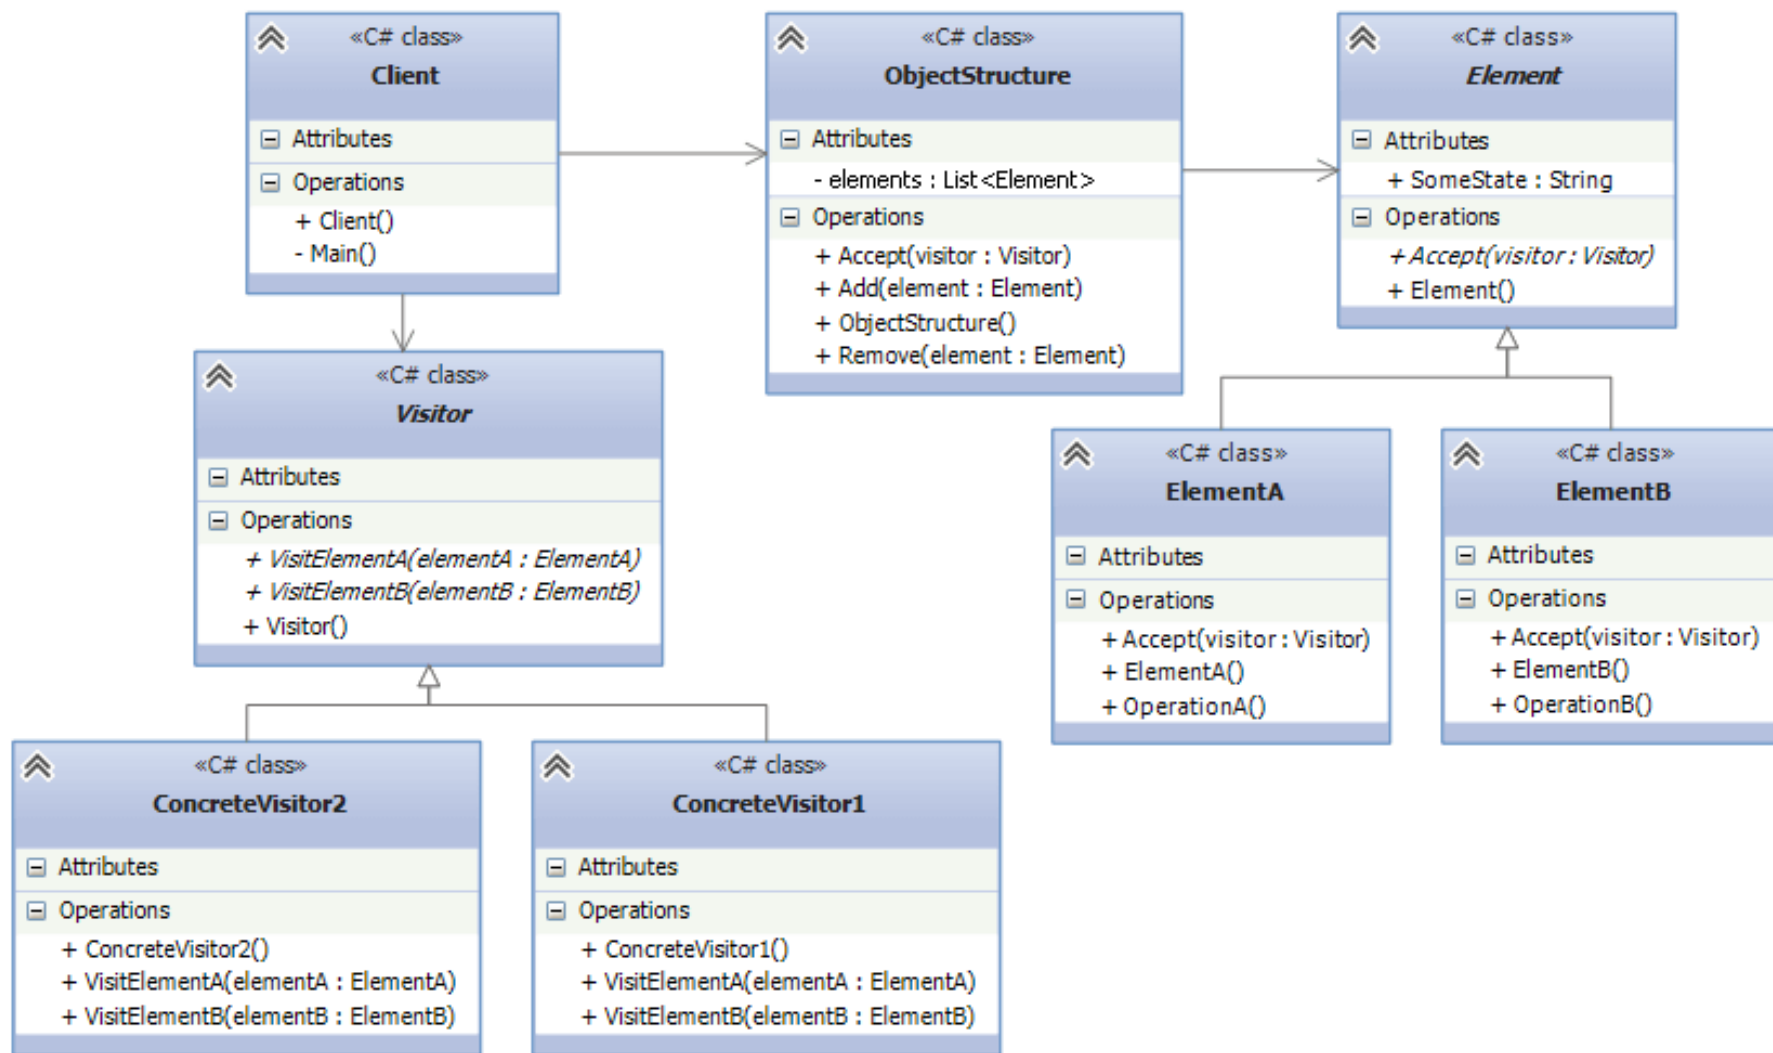 «C# class»
Client
Attributes
Operations
+ Client()
- Main()
«C# class»
ObjectStructure
Attributes
- elements : List<Element>
Operations
+ Accept(visitor : Visitor)
+ Add(element : Element)
+ ObjectStructure()
+ Remove(element : Element)
«C# class»
Element
Attributes
+ SomeState : String
Operations
+ Accept(visitor : Visitor)
+ Element()
«C# class»
Visitor
Attributes
Operations
+ VisitElementA(elementA : ElementA)
+ VisitElementB(elementB : ElementB)
+ Visitor()
«C# class»
ElementA
Attributes
Operations
+ Accept(visitor : Visitor)
+ ElementA()
+ OperationA()
«C# class»
ElementB
Attributes
Operations
+ Accept(visitor : Visitor)
+ ElementB()
+ OperationB()
«C# class»
ConcreteVisitor2
Attributes
Operations
+ ConcreteVisitor2()
+ VisitElementA(elementA : ElementA)
+ VisitElementB(elementB : ElementB)
«C# class»
ConcreteVisitor1
Attributes
Operations
+ ConcreteVisitor1()
+ VisitElementA(elementA : ElementA)
+ VisitElementB(elementB : ElementB)